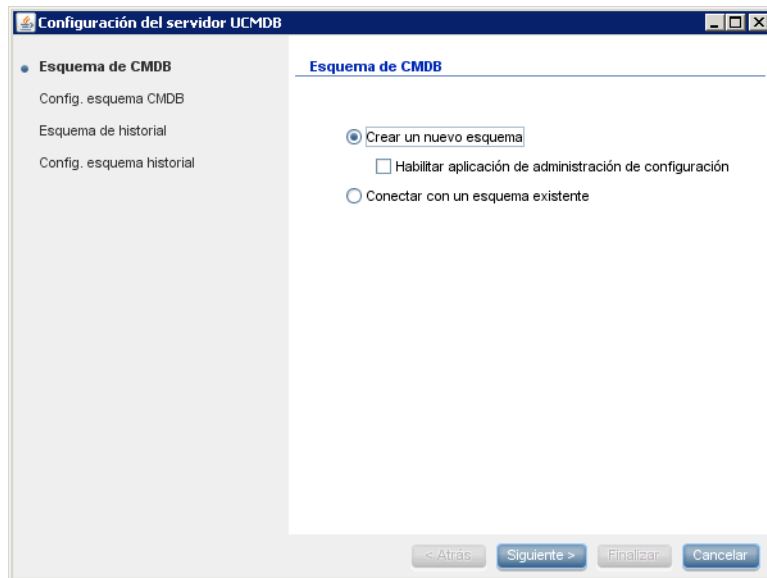 Configuración del servidor UCMDB
Esquema de CMDB
Config. esquema CMDB
Esquema de historial
Config. esquema historial
Esquema de CMDB
Crear un nuevo esquema
Habilitar aplicación de administración de configuración
Conectar con un esquema existente
< Atrás
Siguiente >
Finalizar
Cancelar